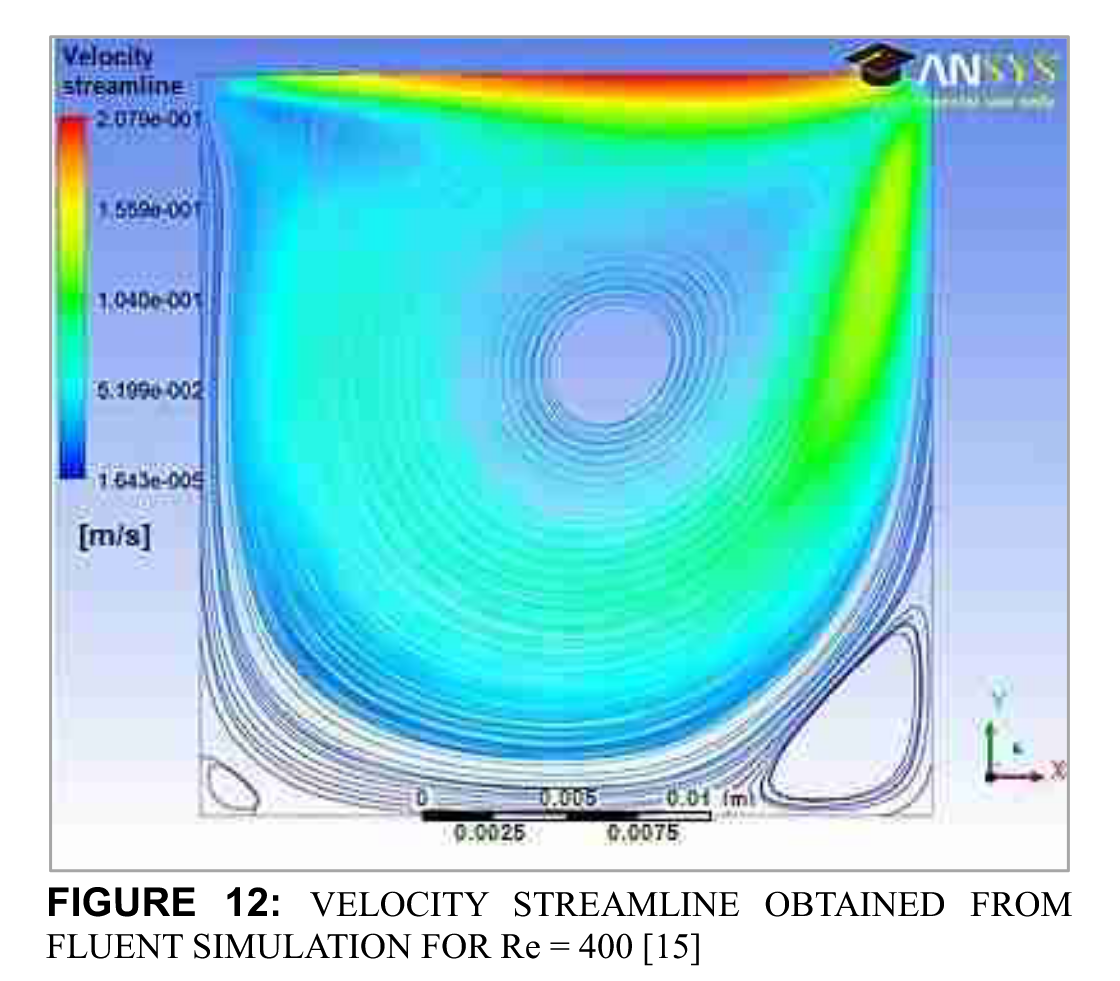 Velocity
streamline
2.079e-001
1.559e-001
1.040e-001
5.199e-002
1.643e-005
[m/s]
ANSYS
Y
X
0 0.005 0.01 (m)
0.0025 0.0075
FIGURE 12: VELOCITY STREAMLINE OBTAINED FROM
FLUENT SIMULATION FOR Re = 400 [15]